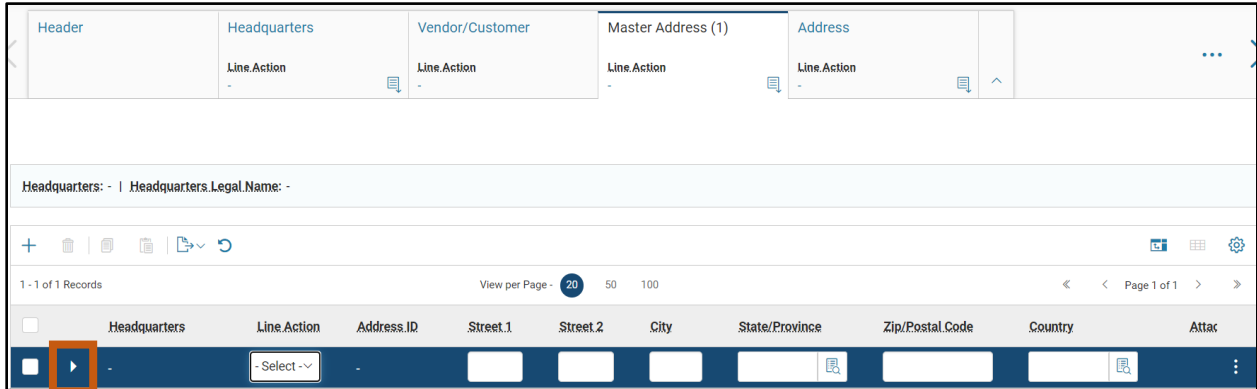 Header Headquarters Vendor/Customer Master Address (1) Address
Line Action Line Action Line Action Line Action
- - - -
Headquarters: - | Headquarters Legal Name: -
1 - 1 of 1 Records View per Page - 20 50 100 Page 1 of 1
Headquarters Line Action Address ID Street 1 Street 2 City State/Province Zip/Postal Code Country Attac
- - Select - -